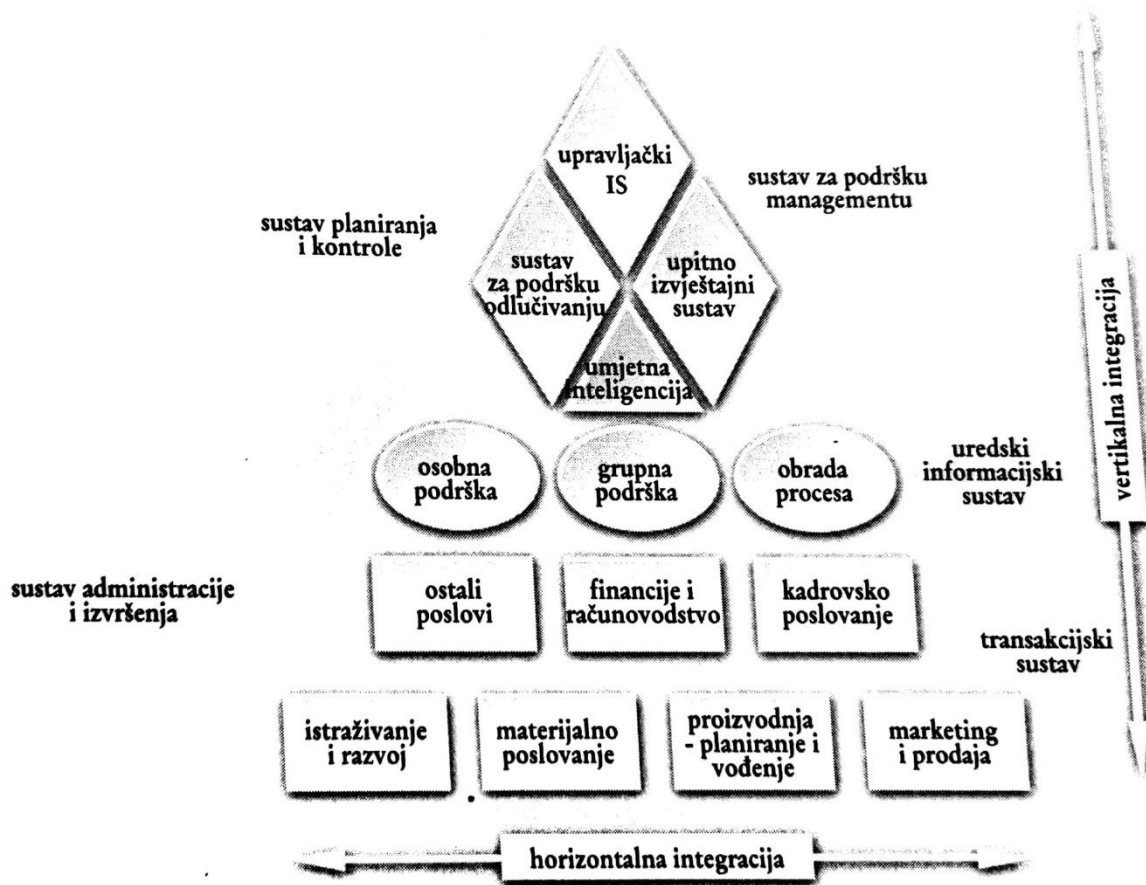 upravljački
IS
sustav za podršku
managementu
sustav planiranja
i kontrole
sustav
za podršku
odlučivanju
upitno
izvještajni
sustav
umjetna
inteligencija
osobna
podrška
grupna
podrška
obrada
procesa
uredski
informacijski
sustav
vertikalna integracija
sustav administracije
i izvršenja
ostali
poslovi
financije i
računovodstvo
kadrovsko
poslovanje
transakcijski
sustav
istraživanje
i razvoj
materijalno
poslovanje
proizvodnja
- planiranje i
vođenje
marketing
i prodaja
horizontalna integracija